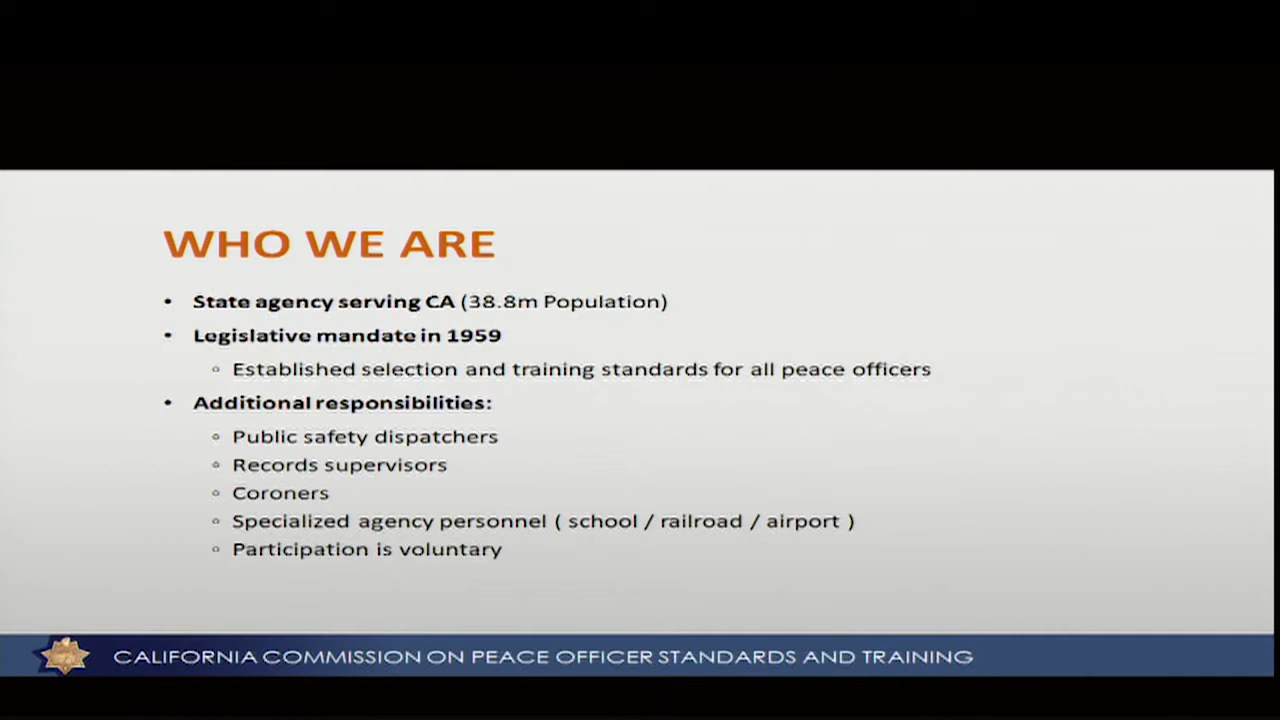 WHO WE ARE
• State agency serving CA (38.8m Population)
• Legislative mandate in 1959
◦ Established selection and training standards for all peace officers
• Additional responsibilities:
◦ Public safety dispatchers
◦ Records supervisors
◦ Coroners
◦ Specialized agency personnel ( school / railroad / airport )
◦ Participation is voluntary
CALIFORNIA COMMISSION ON PEACE OFFICER STANDARDS AND TRAINING